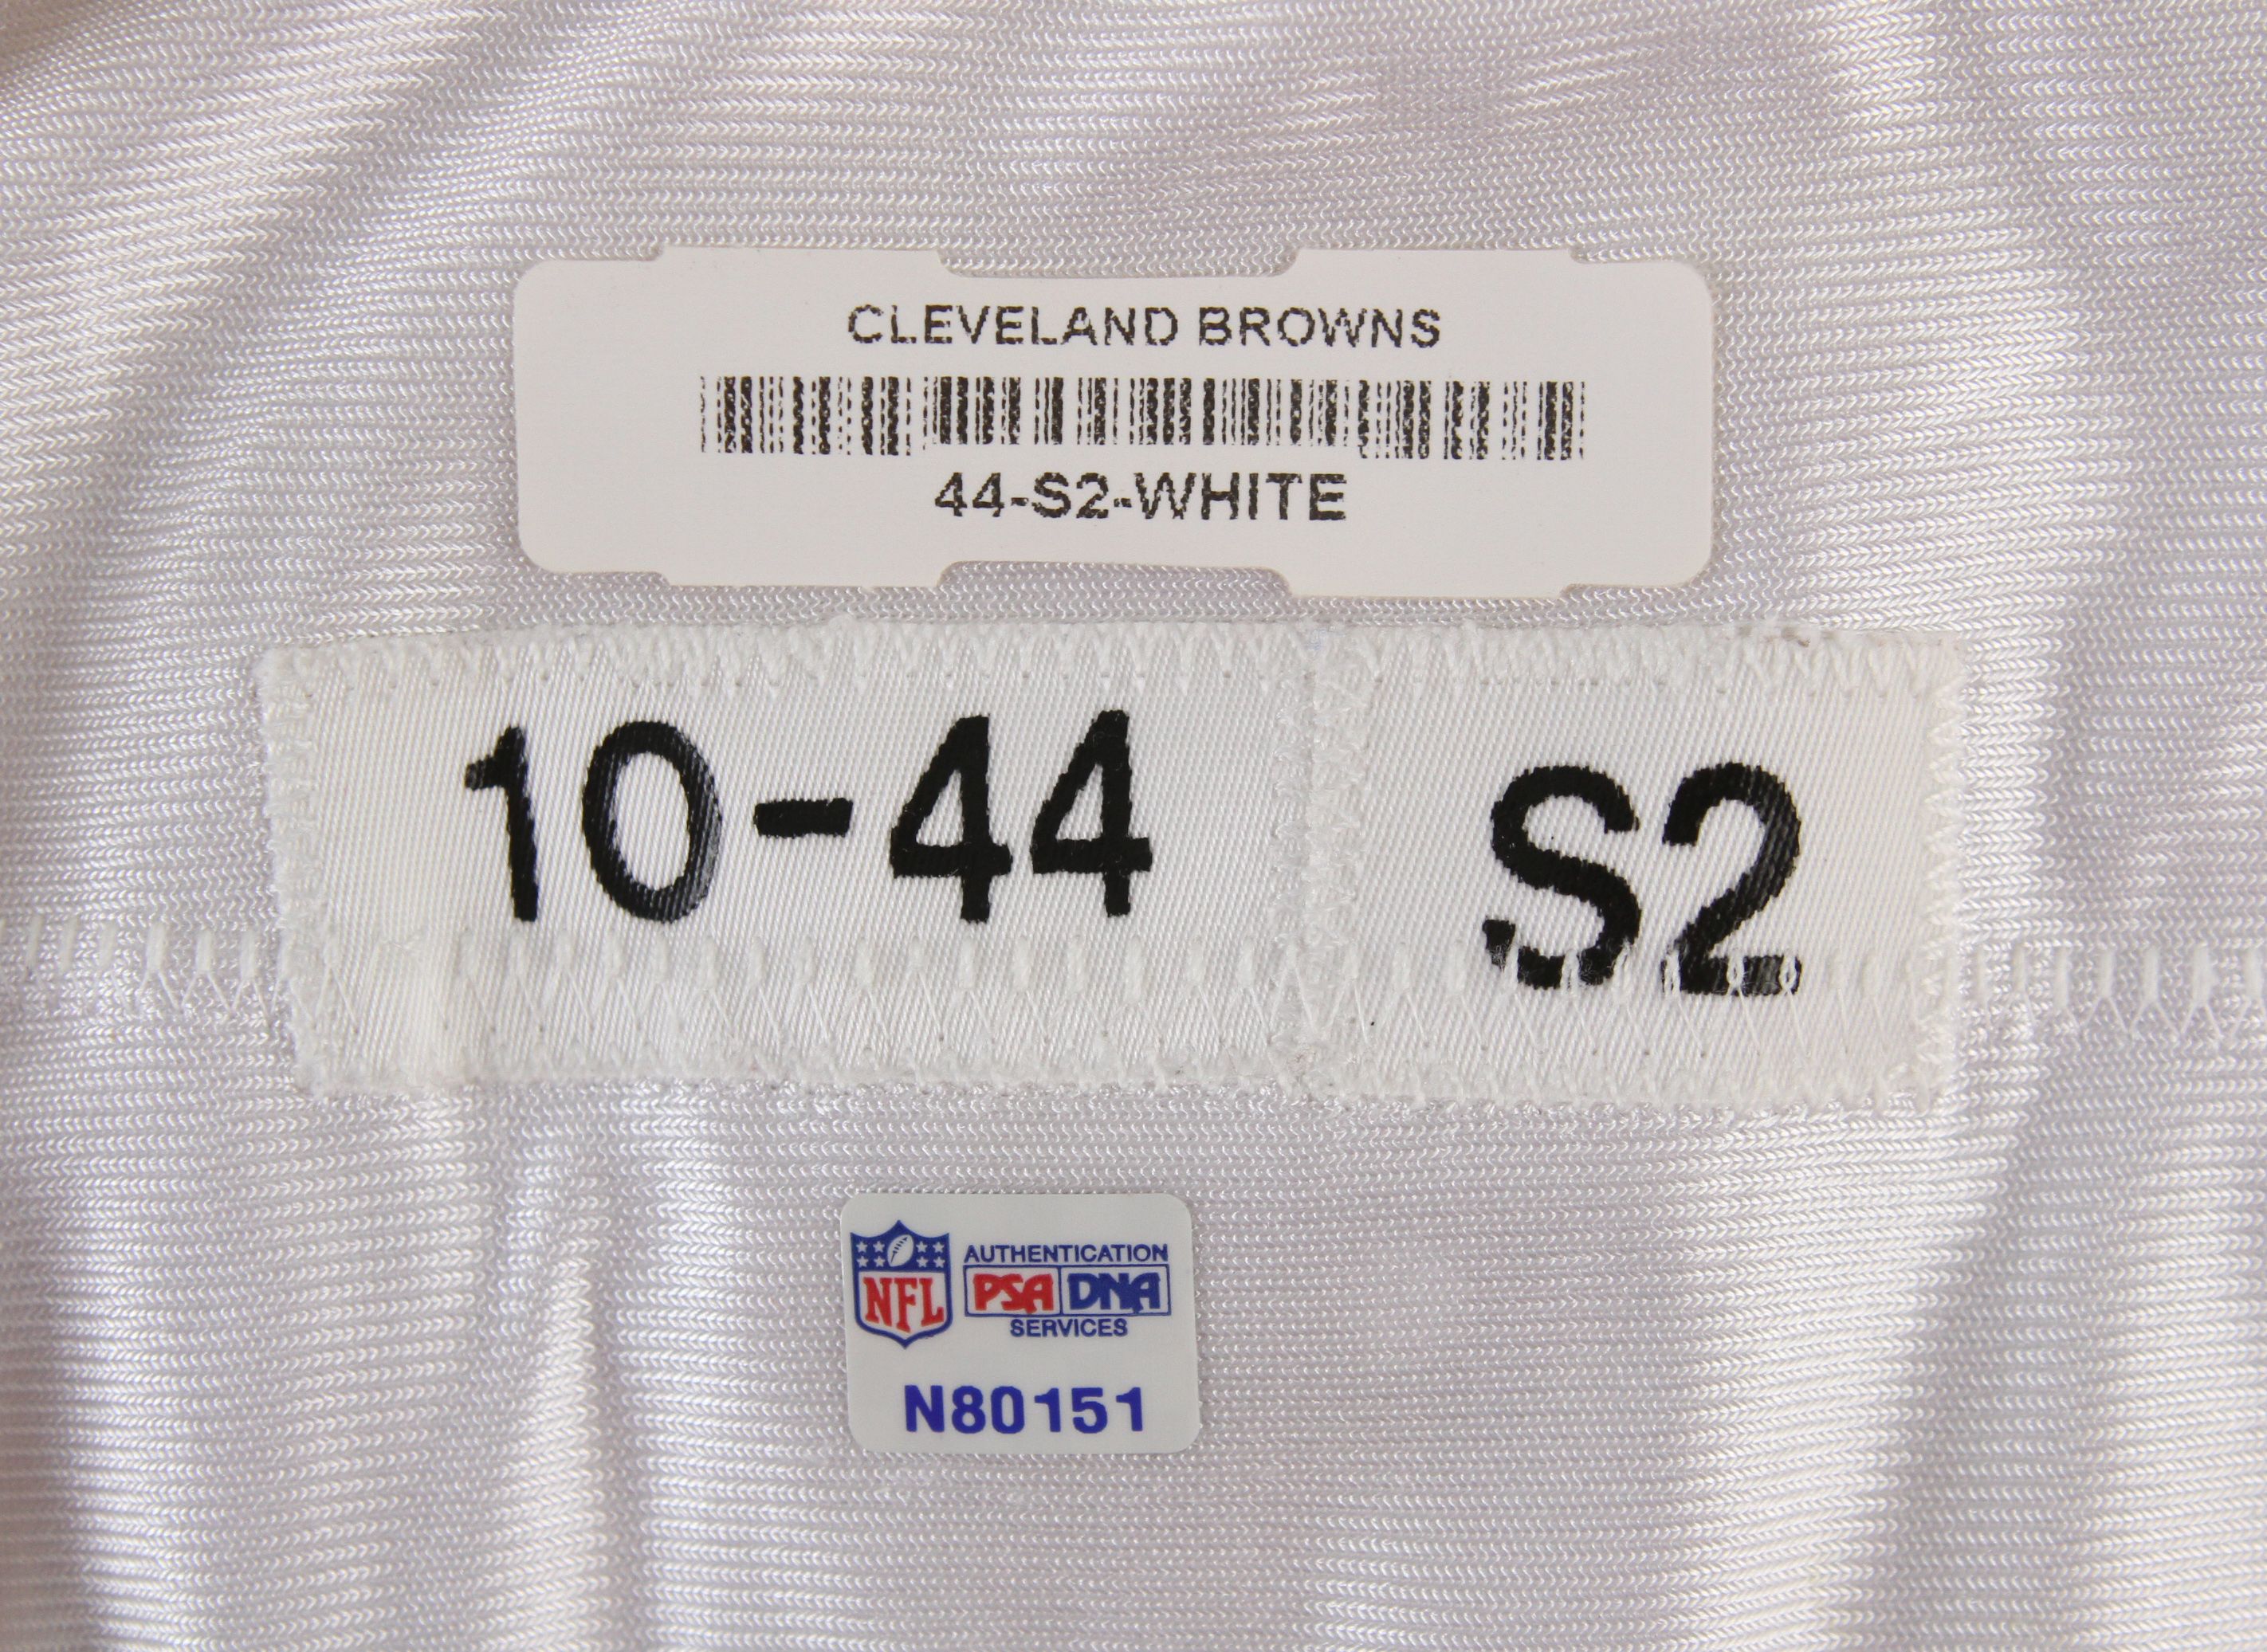 CLEVELAND BROWNS
44-S2-WHITE
10-44 S2
NFL
AUTHENTICATION
PSA DNA
SERVICES
N80151